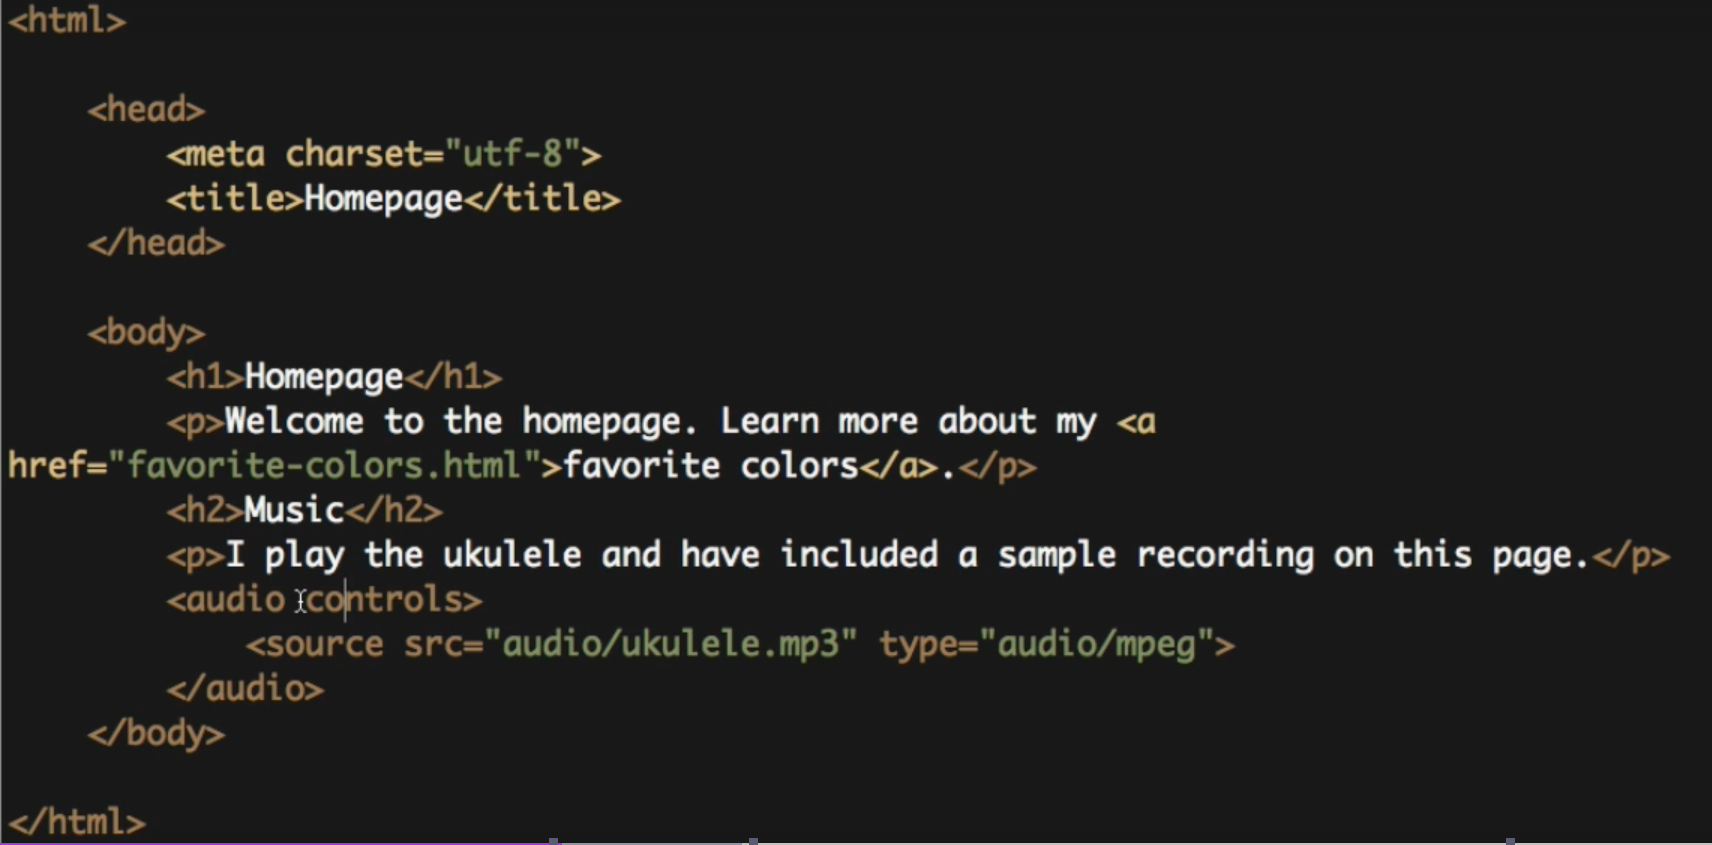 <html>
<head>
<meta charset="utf-8">
<title>Homepage</title>
</head>
<body>
<h1>Homepage</h1>
<p>Welcome to the homepage. Learn more about my <a
href="favorite-colors.html">favorite colors</a>.</p>
<h2>Music</h2>
<p>I play the ukulele and have included a sample recording on this page.</p>
<audio controls>
<source src="audio/ukulele.mp3" type="audio/mpeg">
</audio>
</body>
</html>